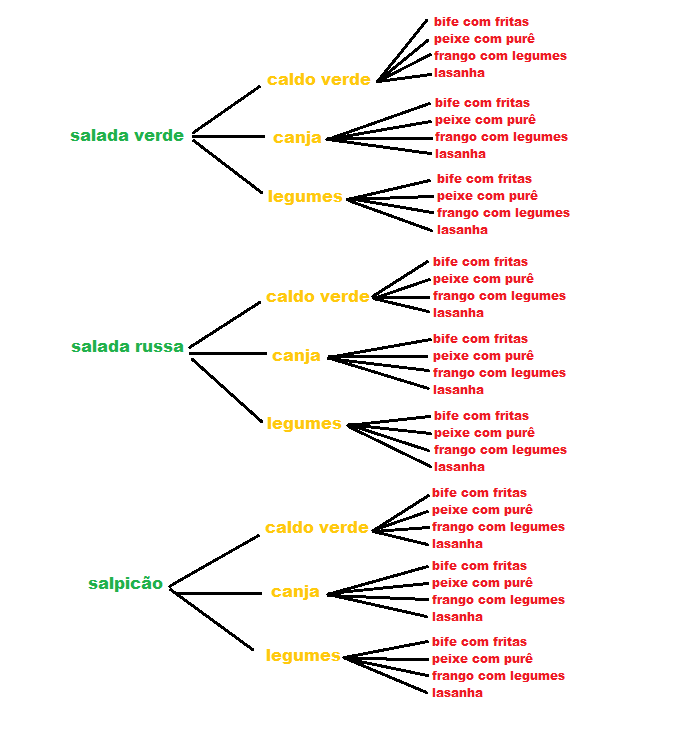 salada verde
caldo verde
bife com fritas
peixe com purê
frango com legumes
lasanha
canja
bife com fritas
peixe com purê
frango com legumes
lasanha
legumes
bife com fritas
peixe com purê
frango com legumes
lasanha
salada russa
caldo verde
bife com fritas
peixe com purê
frango com legumes
lasanha
canja
bife com fritas
peixe com purê
frango com legumes
lasanha
legumes
bife com fritas
peixe com purê
frango com legumes
lasanha
salpicão
caldo verde
bife com fritas
peixe com purê
frango com legumes
lasanha
canja
bife com fritas
peixe com purê
frango com legumes
lasanha
legumes
bife com fritas
peixe com purê
frango com legumes
lasanha